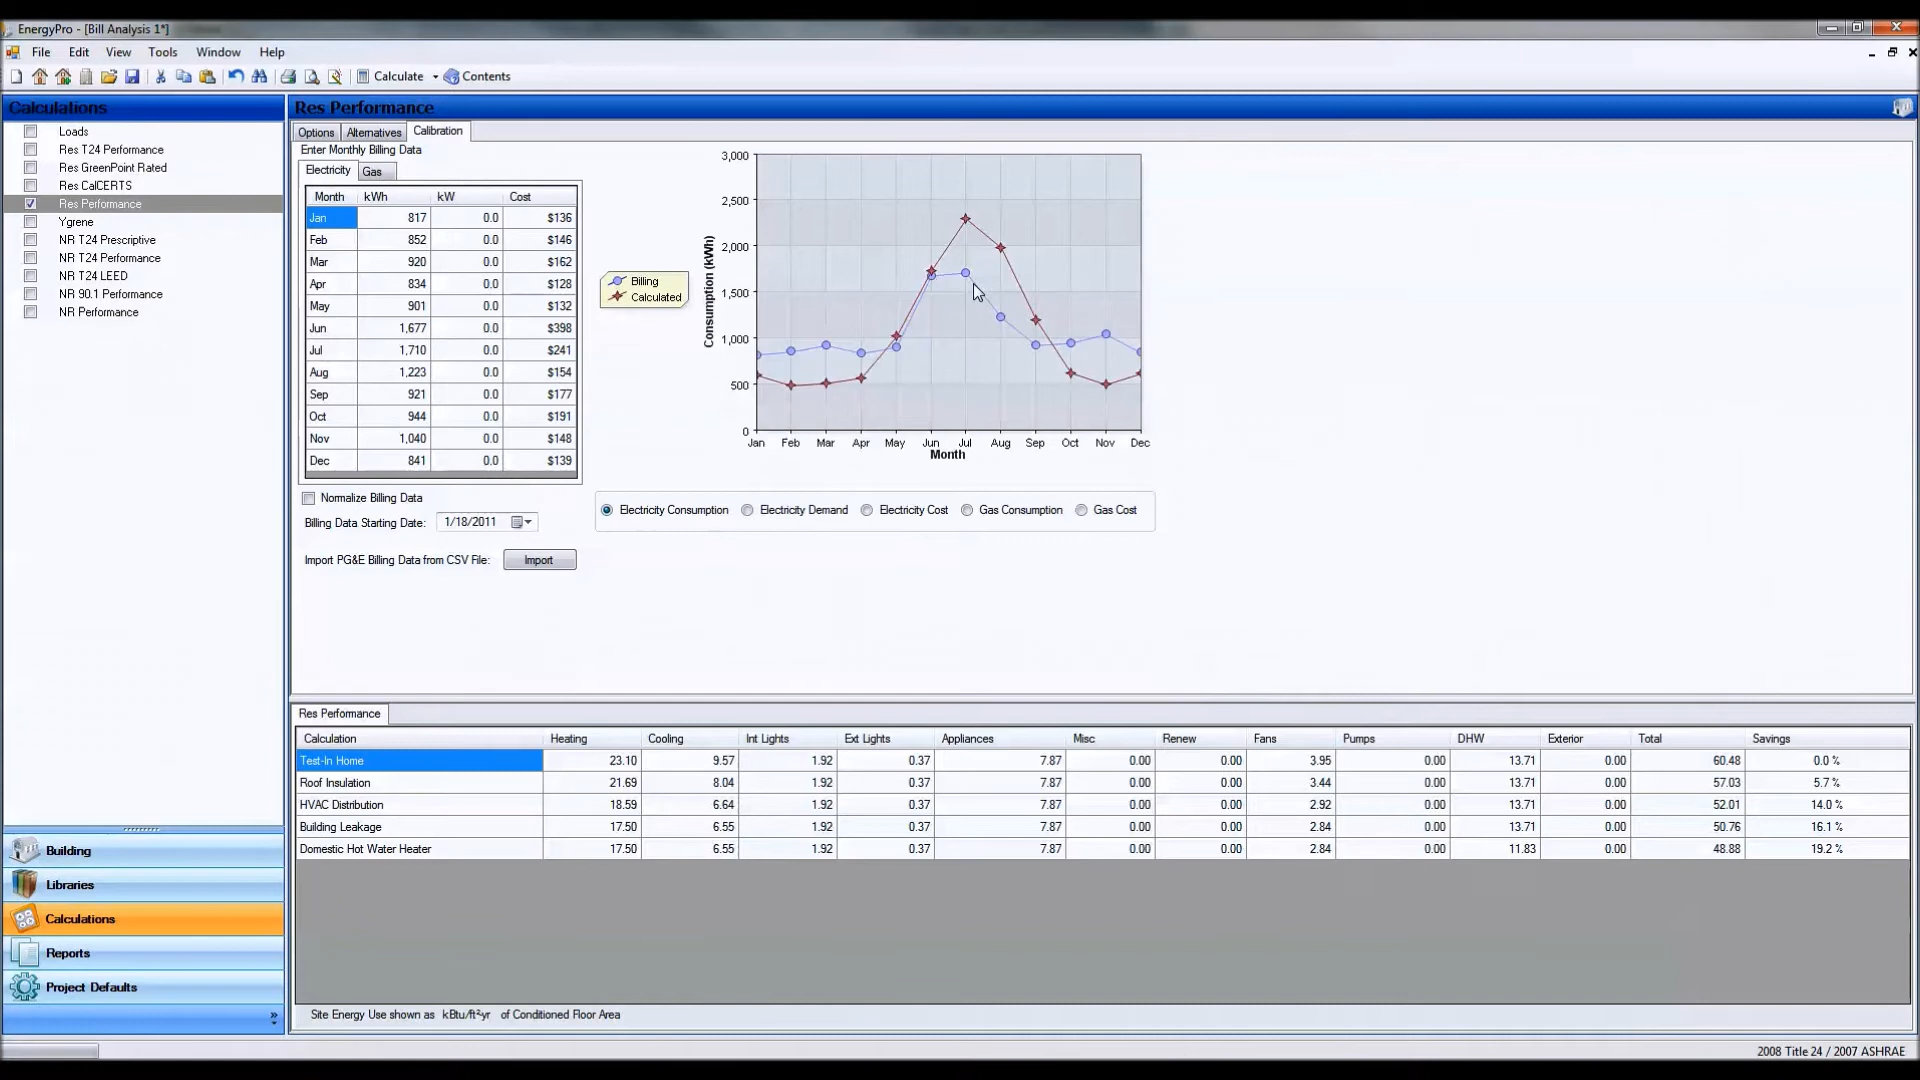 EnergyPro - [Bill Analysis 1*]
File Edit View Tools Window Help
Calculate Contents
Calculations
Loads
Res T24 Performance
Res GreenPoint Rated
Res CalCERTS
Res Performance
Ygrene
NR T24 Prescriptive
NR T24 Performance
NR T24 LEED
NR 90.1 Performance
NR Performance
Building
Libraries
Calculations
Reports
Project Defaults
Res Performance
Options Alternatives Calibration
Enter Monthly Billing Data
Electricity Gas
Month kWh kW Cost
Jan 817 0.0 $136
Feb 852 0.0 $146
Mar 920 0.0 $162
Apr 834 0.0 $128
May 901 0.0 $132
Jun 1,677 0.0 $398
Jul 1,710 0.0 $241
Aug 1,223 0.0 $154
Sep 921 0.0 $177
Oct 944 0.0 $191
Nov 1,040 0.0 $148
Dec 841 0.0 $139
Normalize Billing Data
Billing Data Starting Date: 1/18/2011
Import PG&E Billing Data from CSV File: Import
Billing
Calculated
Consumption (kWh)
3,000
2,500
2,000
1,500
1,000
500
0
Jan Feb Mar Apr May Jun Jul Aug Sep Oct Nov Dec
Month
Electricity Consumption Electricity Demand Electricity Cost Gas Consumption Gas Cost
Res Performance
Calculation Heating Cooling Int Lights Ext Lights Appliances Misc Renew Fans Pumps DHW Exterior Total Savings
Test-In Home 23.10 9.57 1.92 0.37 7.87 0.00 0.00 3.95 0.00 13.71 0.00 60.48 0.0 %
Roof Insulation 21.69 8.04 1.92 0.37 7.87 0.00 0.00 3.44 0.00 13.71 0.00 57.03 5.7 %
HVAC Distribution 18.59 6.64 1.92 0.37 7.87 0.00 0.00 2.92 0.00 13.71 0.00 52.01 14.0 %
Building Leakage 17.50 6.55 1.92 0.37 7.87 0.00 0.00 2.84 0.00 13.71 0.00 50.76 16.1 %
Domestic Hot Water Heater 17.50 6.55 1.92 0.37 7.87 0.00 0.00 2.84 0.00 11.83 0.00 48.88 19.2 %
Site Energy Use shown as kBtu/ft²-yr of Conditioned Floor Area
2008 Title 24 / 2007 ASHRAE